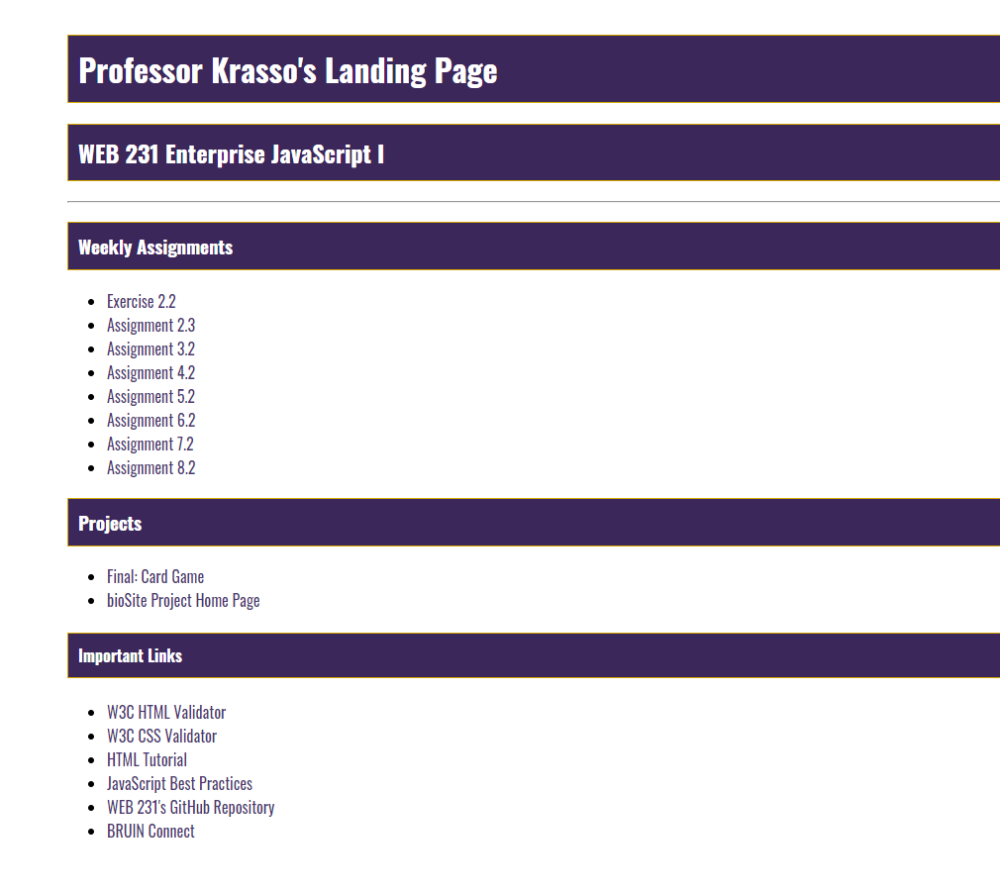 Professor Krasso's Landing Page
WEB 231 Enterprise JavaScript I
Weekly Assignments
Exercise 2.2
Assignment 2.3
Assignment 3.2
Assignment 4.2
Assignment 5.2
Assignment 6.2
Assignment 7.2
Assignment 8.2
Projects
Final: Card Game
bioSite Project Home Page
Important Links
W3C HTML Validator
W3C CSS Validator
HTML Tutorial
JavaScript Best Practices
WEB 231's GitHub Repository
BRUIN Connect